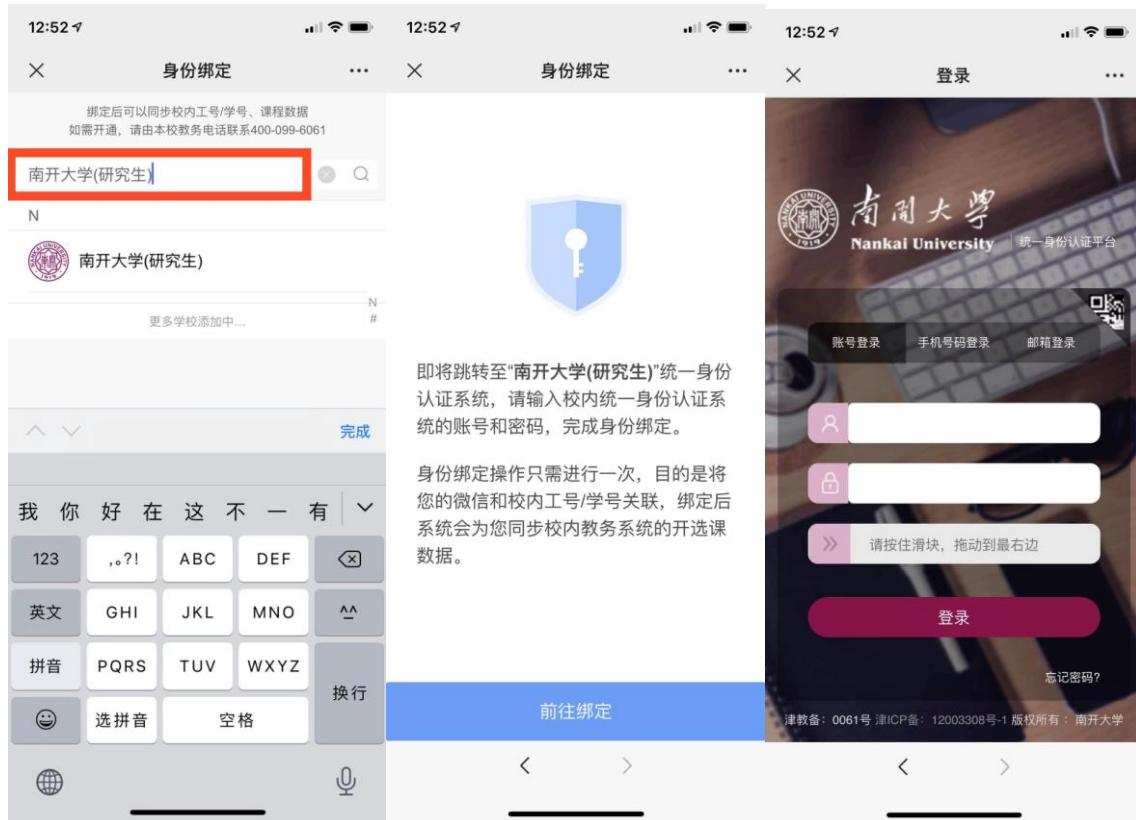 12:52
身份绑定
绑定后可以同步校内工号/学号、课程数据
如需开通，请由本校教务电话联系400-099-6061
南开大学(研究生)
N
南开大学(研究生)
N
#
更多学校添加中...
完成
我 你 好 在 这 不 一 有
123 ,。?! ABC DEF
英文 GHI JKL MNO ^^
拼音 PQRS TUV WXYZ
换行
选拼音 空格
12:52
身份绑定
即将跳转至“南开大学(研究生)”统一身份
认证系统，请输入校内统一身份认证系
统的账号和密码，完成身份绑定。
身份绑定操作只需进行一次，目的是将
您的微信和校内工号/学号关联，绑定后
系统会为您同步校内教务系统的开选课
数据。
前往绑定
12:52
登录
NANKAI UNIVERSITY
南開
1919
南開大學
Nankai University
统一身份认证平台
账号登录 手机号码登录 邮箱登录
请按住滑块，拖动到最右边
登录
忘记密码?
津教备：0061号 津ICP备：12003308号-1 版权所有：南开大学